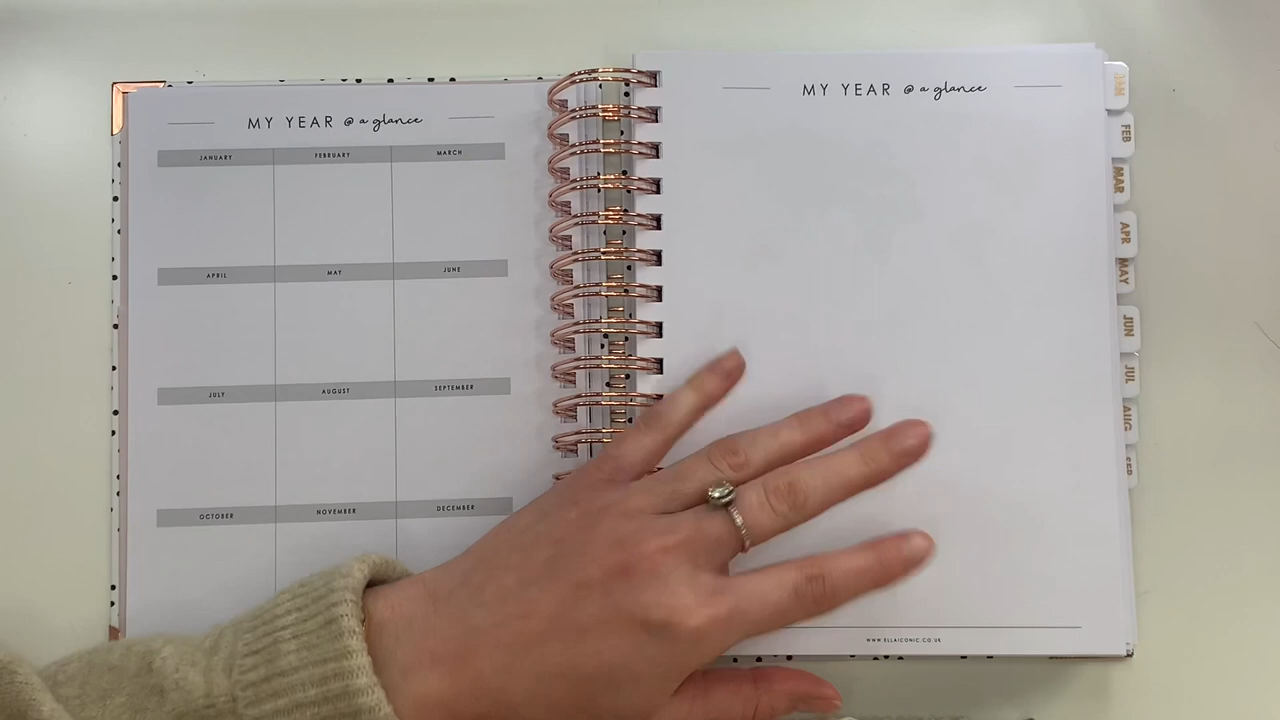 MY YEAR @ a glance
JANUARY FEBRUARY MARCH
APRIL MAY JUNE
JULY AUGUST SEPTEMBER
OCTOBER NOVEMBER DECEMBER
MY YEAR @ a glance
WWW.ELLAICONIC.CO.UK
JAN
FEB
MAR
APR
MAY
JUN
JUL
AUG
SEP